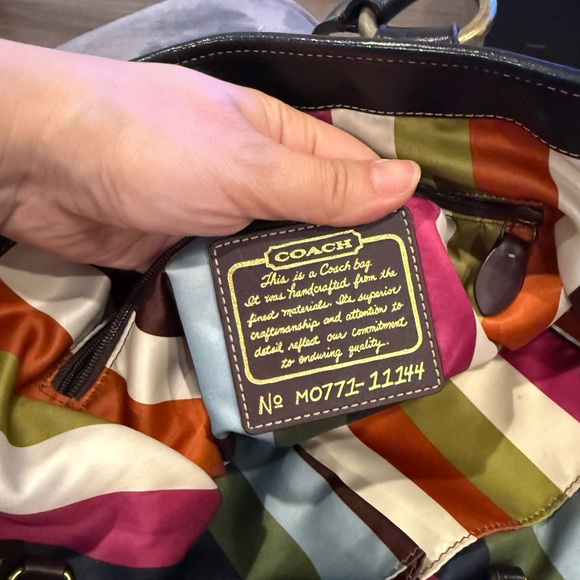 COACH
This is a Coach bag
It was handcrafted from the
finest materials. Its superior
craftsmanship and attention to
detail reflect our commitment
to enduring quality.
Nº M0771-11144